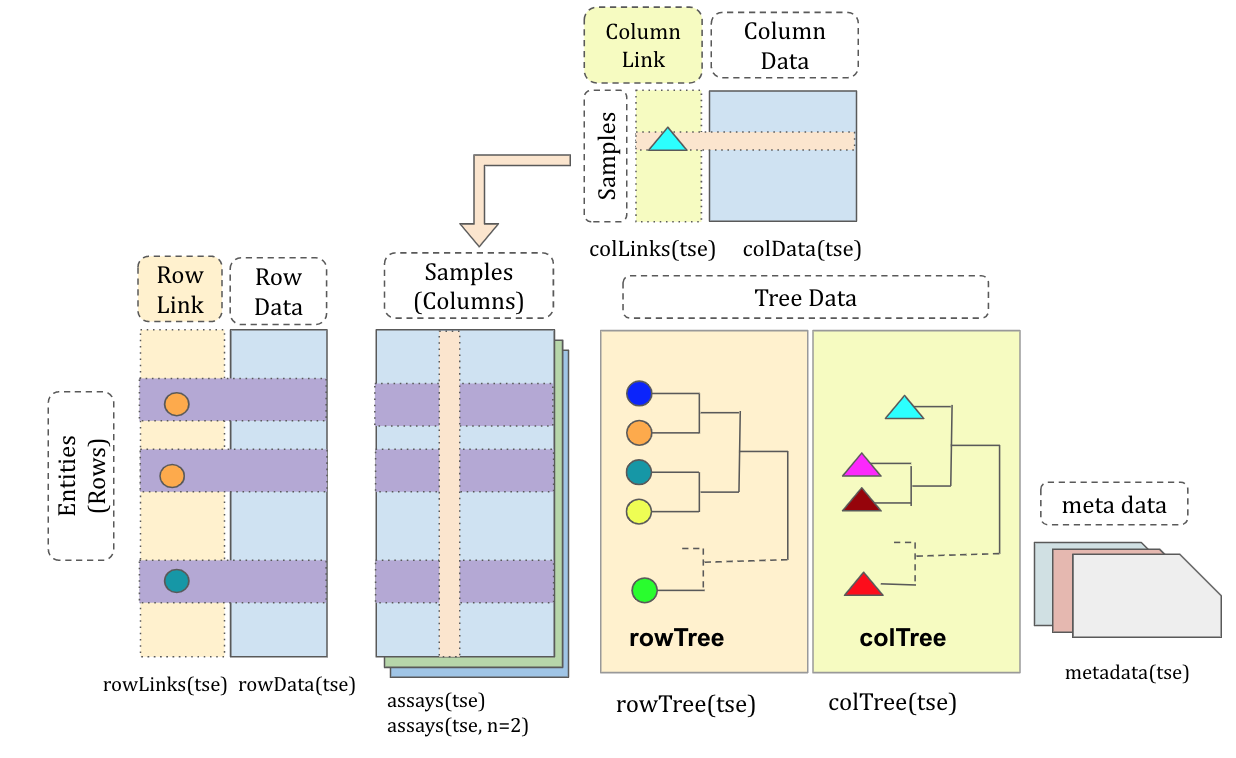 Column
Link
Column
Data
Samples
colLinks(tse)
colData(tse)
Row
Link
Row
Data
Samples
(Columns)
Tree Data
Entities
(Rows)
meta data
rowTree
colTree
rowLinks(tse)
rowData(tse)
assays(tse)
assays(tse, n=2)
rowTree(tse)
colTree(tse)
metadata(tse)